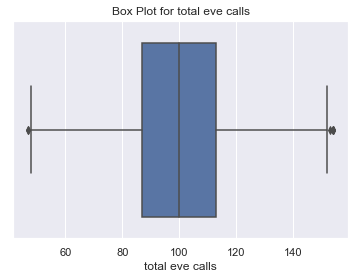 Box Plot for total eve calls
60 80 100 120 140
total eve calls